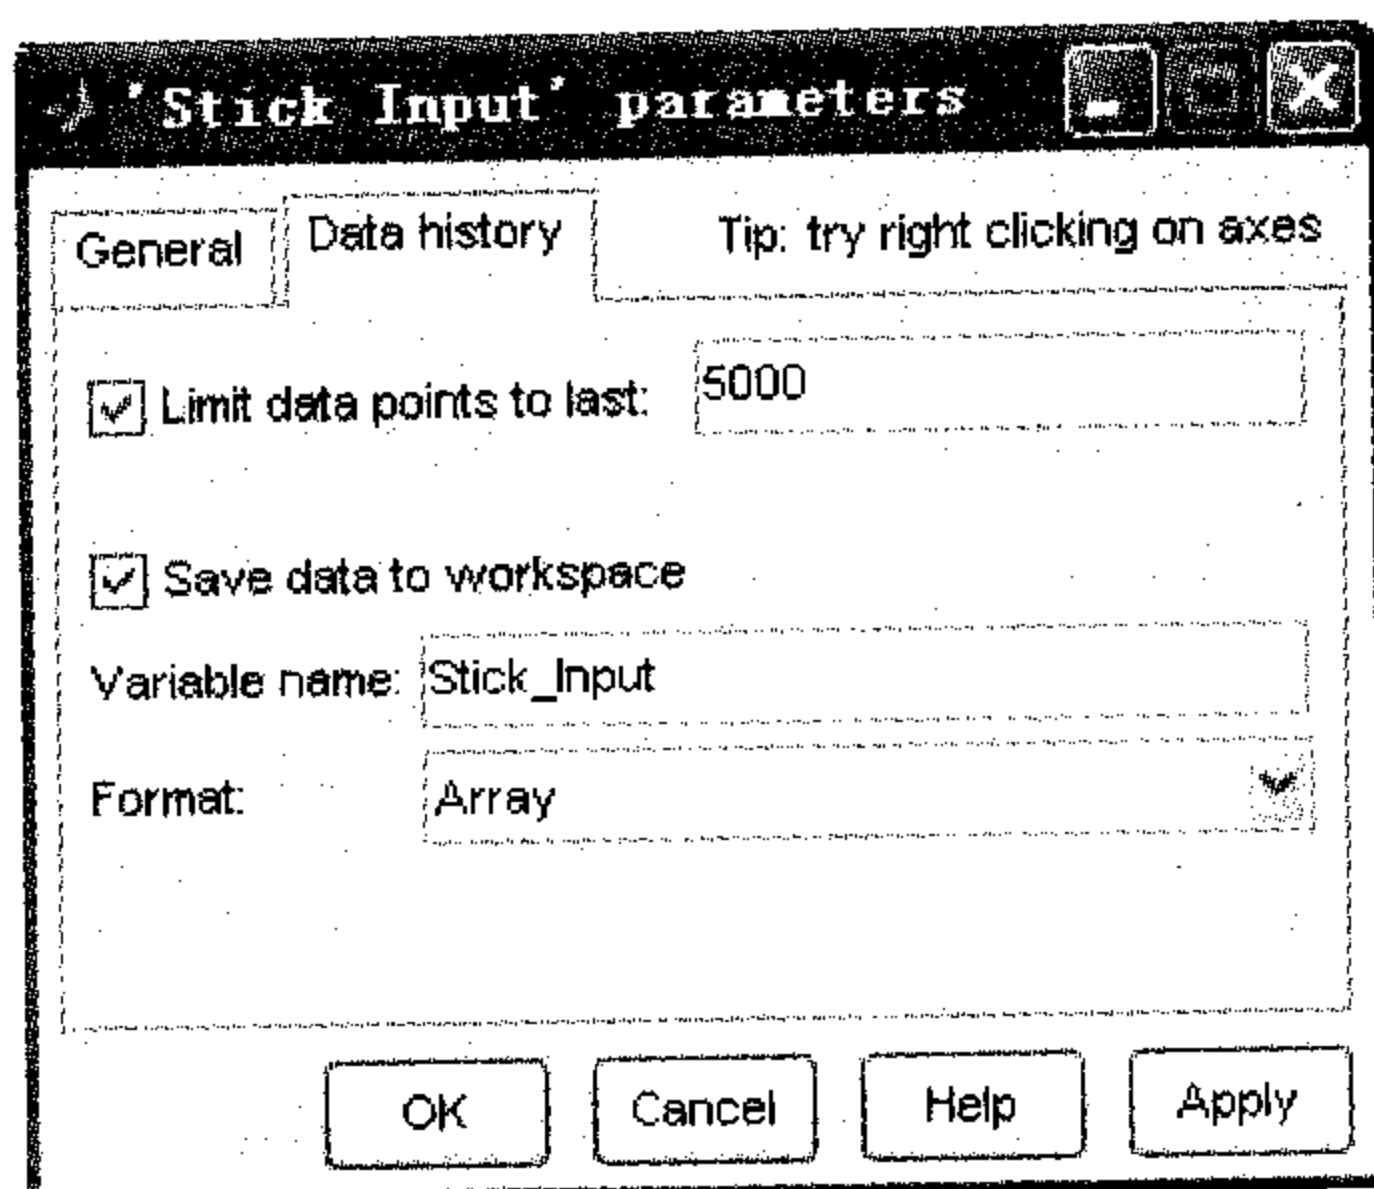 'Stick Input' parameters
General Data history Tip: try right clicking on axes
Limit data points to last: 5000
Save data to workspace
Variable name: Stick_Input
Format: Array
OK Cancel Help Apply